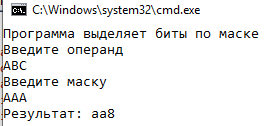 C:\Windows\system32\cmd.exe
Программа выделяет биты по маске
Введите операнд
ABC
Введите маску
AAA
Результат: aa8